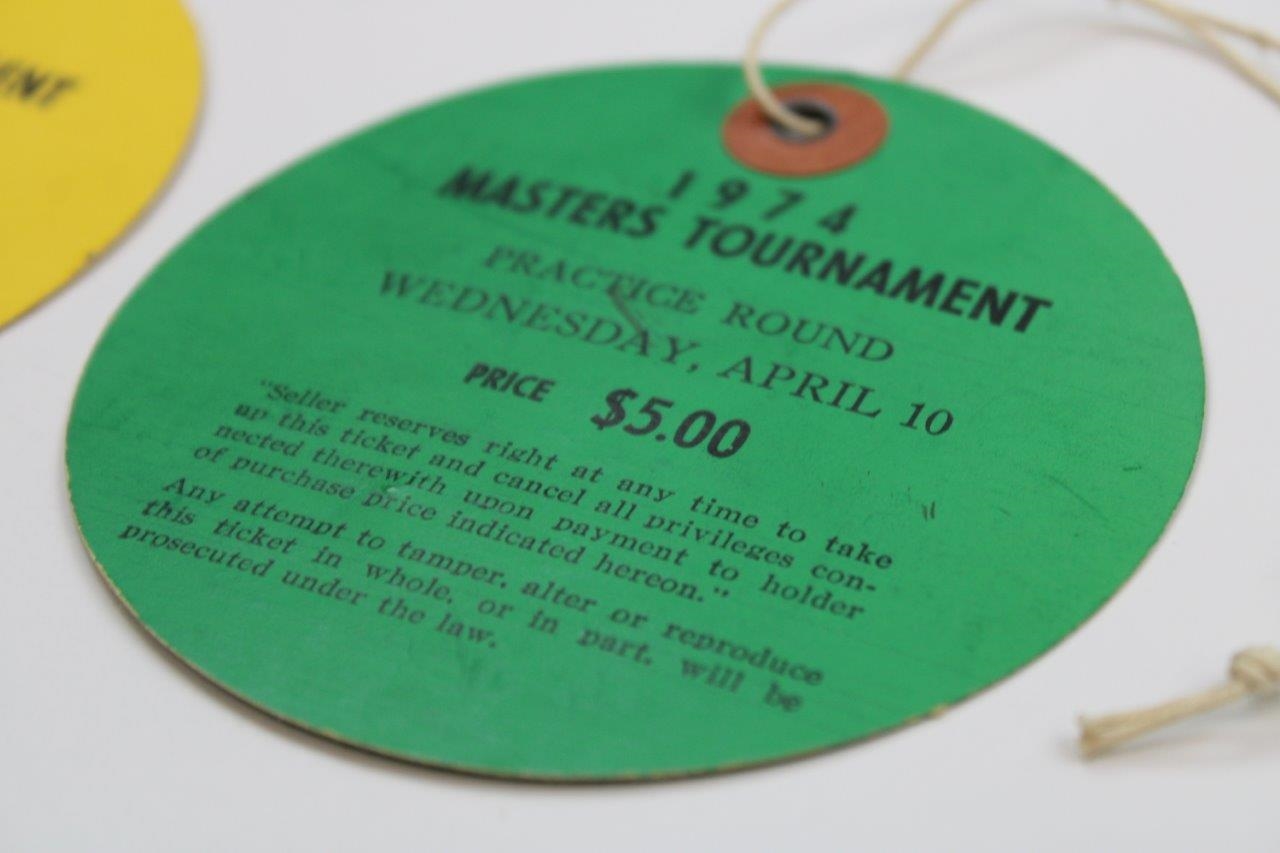 ENT
1974
MASTERS TOURNAMENT
PRACTICE ROUND
WEDNESDAY, APRIL 10
PRICE $5.00
"Seller reserves right at any time to take
up this ticket and cancel all privileges con-
nected therewith upon payment to holder
of purchase price indicated hereon."
Any attempt to tamper, alter or reproduce
this ticket in whole, or in part, will be
prosecuted under the law.